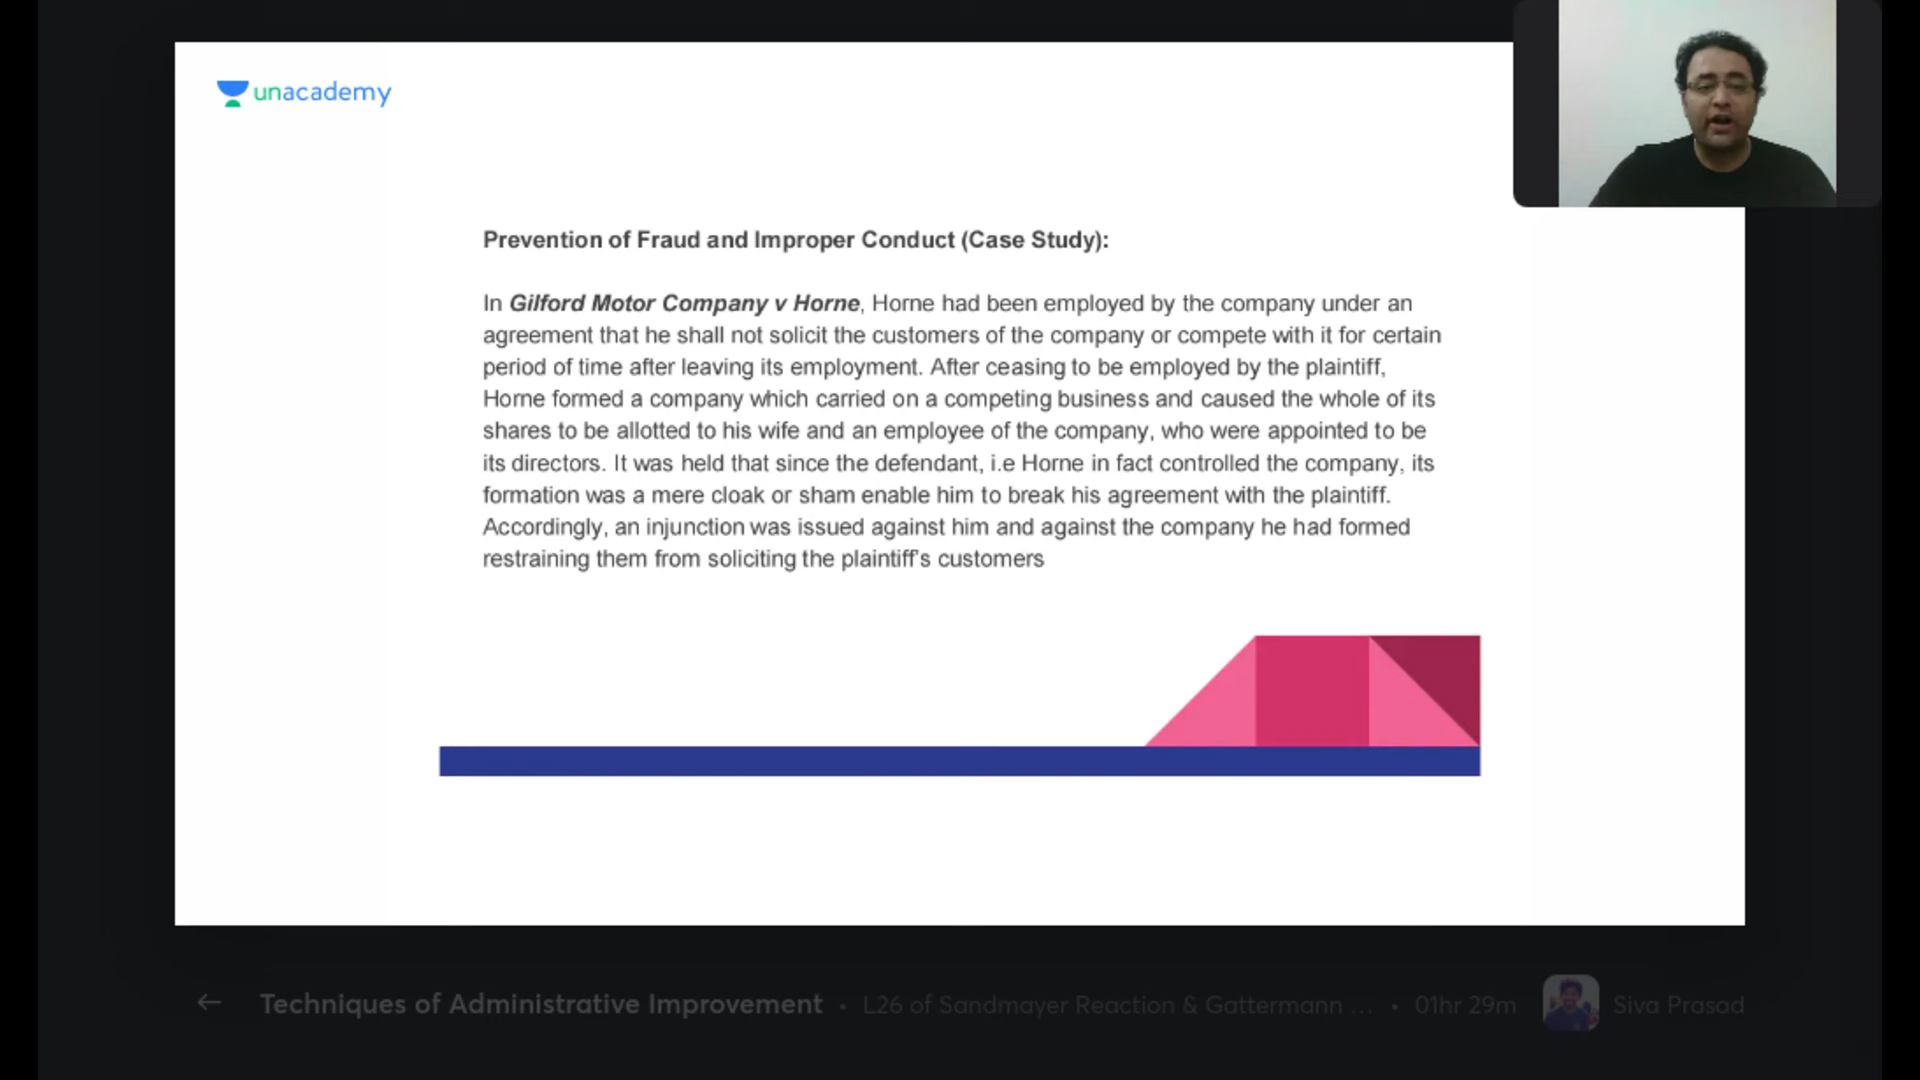 unacademy
Prevention of Fraud and Improper Conduct (Case Study):
In Gilford Motor Company v Horne, Horne had been employed by the company under an
agreement that he shall not solicit the customers of the company or compete with it for certain
period of time after leaving its employment. After ceasing to be employed by the plaintiff,
Horne formed a company which carried on a competing business and caused the whole of its
shares to be allotted to his wife and an employee of the company, who were appointed to be
its directors. It was held that since the defendant, i.e Horne in fact controlled the company, its
formation was a mere cloak or sham enable him to break his agreement with the plaintiff.
Accordingly, an injunction was issued against him and against the company he had formed
restraining them from soliciting the plaintiff's customers
Techniques of Administrative Improvement • L26 of Sandmayer Reaction & Gattermann ... • 01hr 29m Siva Prasad